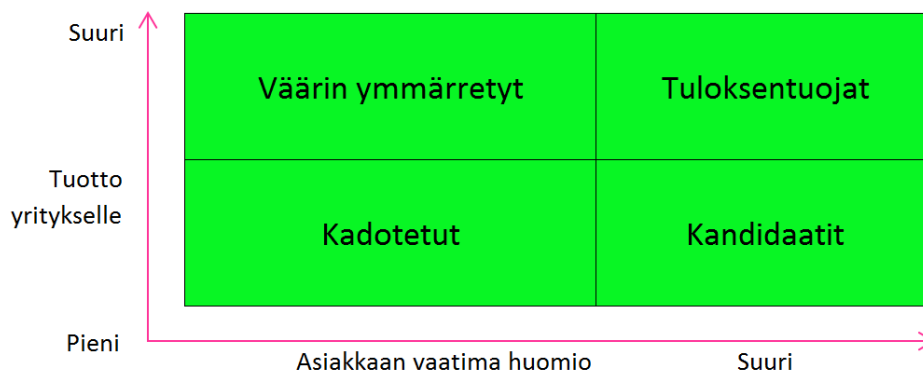 Suuri
Väärin ymmärretyt
Tuloksentuojat
Tuotto
yritykselle
Kadotetut
Kandidaatit
Pieni
Asiakkaan vaatima huomio
Suuri